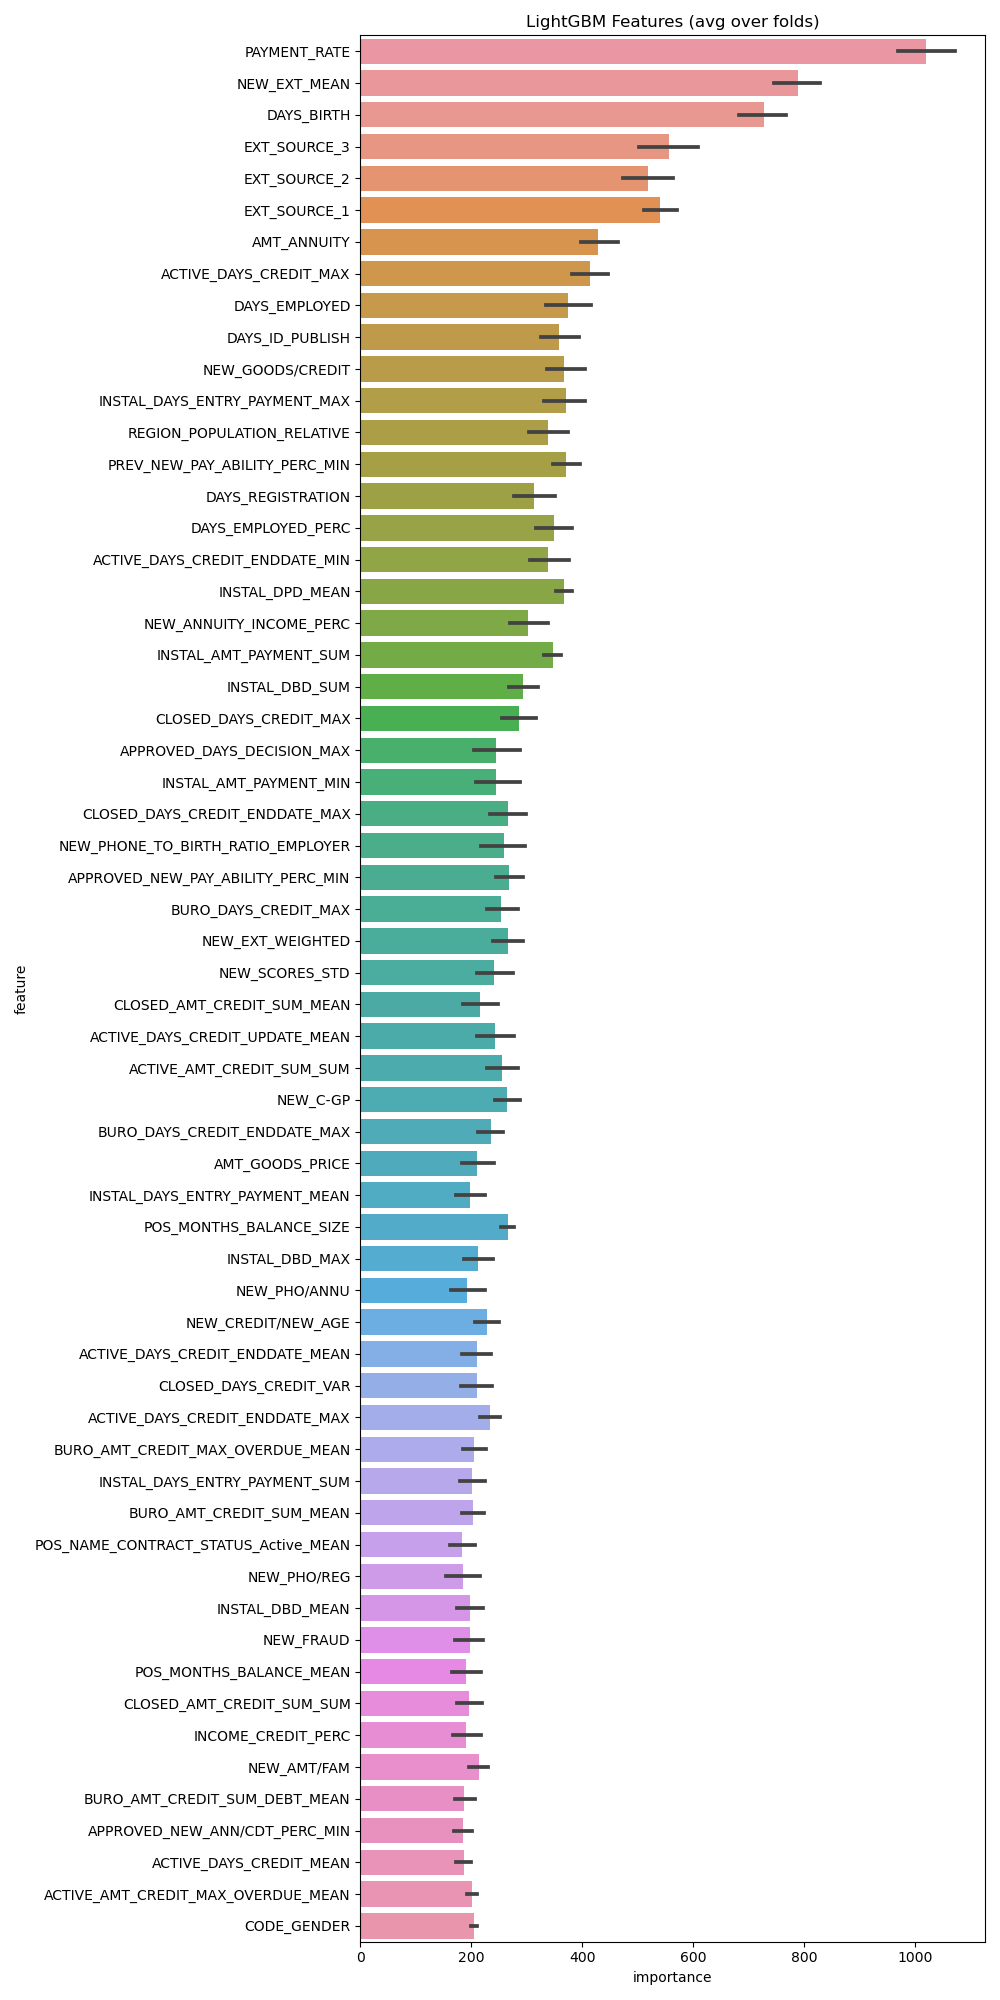 LightGBM Features (avg over folds)
PAYMENT_RATE
NEW_EXT_MEAN
DAYS_BIRTH
EXT_SOURCE_3
EXT_SOURCE_2
EXT_SOURCE_1
AMT_ANNUITY
ACTIVE_DAYS_CREDIT_MAX
DAYS_EMPLOYED
DAYS_ID_PUBLISH
NEW_GOODS/CREDIT
INSTAL_DAYS_ENTRY_PAYMENT_MAX
REGION_POPULATION_RELATIVE
PREV_NEW_PAY_ABILITY_PERC_MIN
DAYS_REGISTRATION
DAYS_EMPLOYED_PERC
ACTIVE_DAYS_CREDIT_ENDDATE_MIN
INSTAL_DPD_MEAN
NEW_ANNUITY_INCOME_PERC
INSTAL_AMT_PAYMENT_SUM
INSTAL_DBD_SUM
CLOSED_DAYS_CREDIT_MAX
APPROVED_DAYS_DECISION_MAX
INSTAL_AMT_PAYMENT_MIN
CLOSED_DAYS_CREDIT_ENDDATE_MAX
NEW_PHONE_TO_BIRTH_RATIO_EMPLOYER
APPROVED_NEW_PAY_ABILITY_PERC_MIN
BURO_DAYS_CREDIT_MAX
NEW_EXT_WEIGHTED
NEW_SCORES_STD
CLOSED_AMT_CREDIT_SUM_MEAN
ACTIVE_DAYS_CREDIT_UPDATE_MEAN
ACTIVE_AMT_CREDIT_SUM_SUM
NEW_C-GP
BURO_DAYS_CREDIT_ENDDATE_MAX
AMT_GOODS_PRICE
INSTAL_DAYS_ENTRY_PAYMENT_MEAN
POS_MONTHS_BALANCE_SIZE
INSTAL_DBD_MAX
NEW_PHO/ANNU
NEW_CREDIT/NEW_AGE
ACTIVE_DAYS_CREDIT_ENDDATE_MEAN
CLOSED_DAYS_CREDIT_VAR
ACTIVE_DAYS_CREDIT_ENDDATE_MAX
BURO_AMT_CREDIT_MAX_OVERDUE_MEAN
INSTAL_DAYS_ENTRY_PAYMENT_SUM
BURO_AMT_CREDIT_SUM_MEAN
POS_NAME_CONTRACT_STATUS_Active_MEAN
NEW_PHO/REG
INSTAL_DBD_MEAN
NEW_FRAUD
POS_MONTHS_BALANCE_MEAN
CLOSED_AMT_CREDIT_SUM_SUM
INCOME_CREDIT_PERC
NEW_AMT/FAM
BURO_AMT_CREDIT_SUM_DEBT_MEAN
APPROVED_NEW_ANN/CDT_PERC_MIN
ACTIVE_DAYS_CREDIT_MEAN
ACTIVE_AMT_CREDIT_MAX_OVERDUE_MEAN
CODE_GENDER
feature
0 200 400 600 800 1000
importance